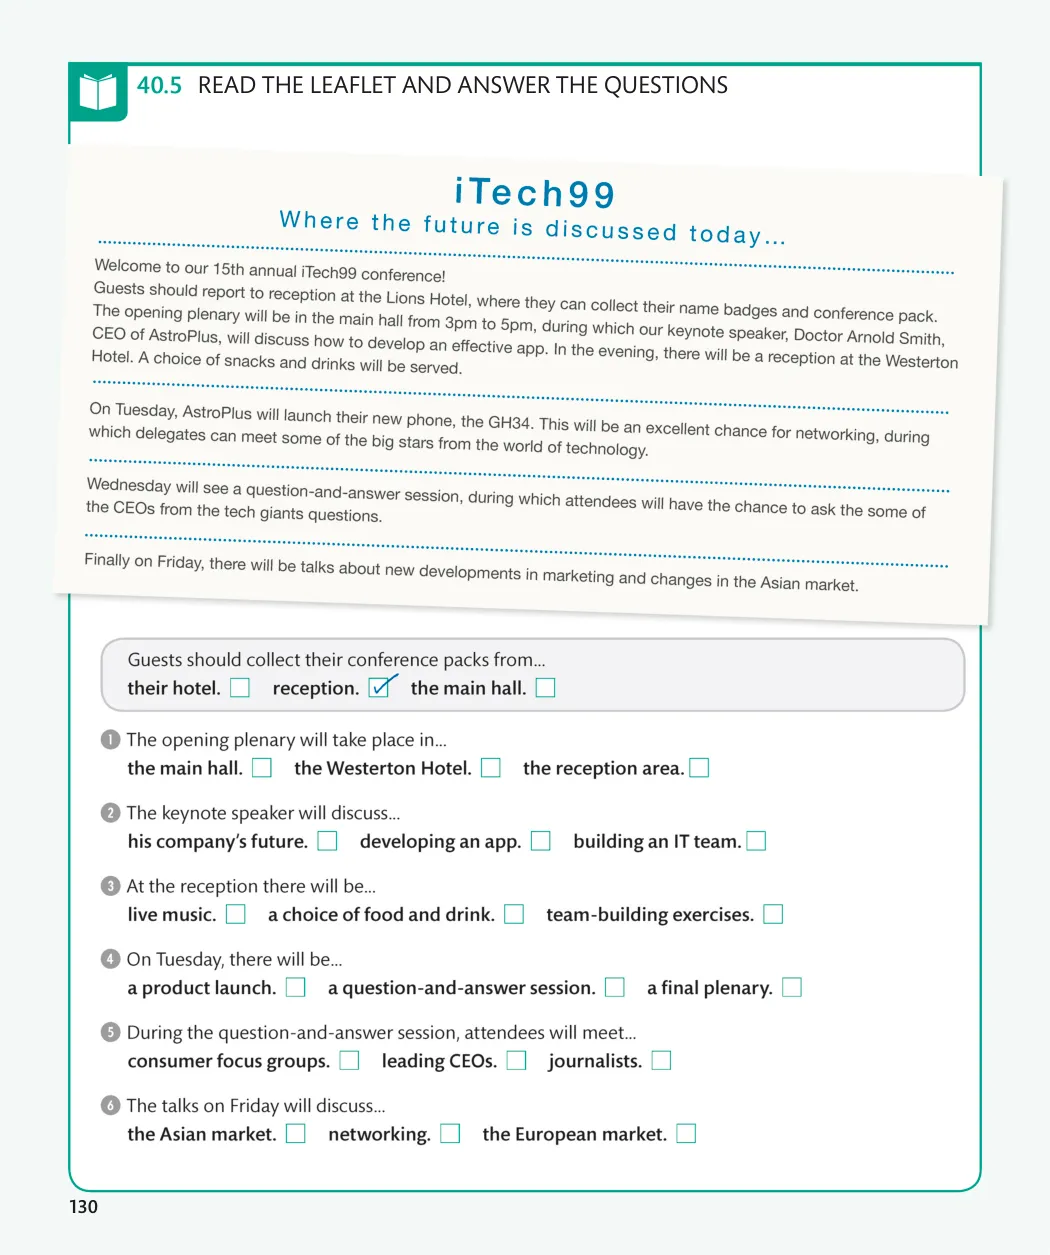 40.5 READ THE LEAFLET AND ANSWER THE QUESTIONS
iTech99
Where the future is discussed today...
Welcome to our 15th annual iTech99 conference!
Guests should report to reception at the Lions Hotel, where they can collect their name badges and conference pack.
The opening plenary will be in the main hall from 3pm to 5pm, during which our keynote speaker, Doctor Arnold Smith,
CEO of AstroPlus, will discuss how to develop an effective app. In the evening, there will be a reception at the Westerton
Hotel. A choice of snacks and drinks will be served.
On Tuesday, AstroPlus will launch their new phone, the GH34. This will be an excellent chance for networking, during
which delegates can meet some of the big stars from the world of technology.
Wednesday will see a question-and-answer session, during which attendees will have the chance to ask the some of
the CEOs from the tech giants questions.
Finally on Friday, there will be talks about new developments in marketing and changes in the Asian market.
Guests should collect their conference packs from...
their hotel. reception. the main hall.
1 The opening plenary will take place in...
the main hall. the Westerton Hotel. the reception area.
2 The keynote speaker will discuss...
his company's future. developing an app. building an IT team.
3 At the reception there will be...
live music. a choice of food and drink. team-building exercises.
4 On Tuesday, there will be...
a product launch. a question-and-answer session. a final plenary.
5 During the question-and-answer session, attendees will meet...
consumer focus groups. leading CEOs. journalists.
6 The talks on Friday will discuss...
the Asian market. networking. the European market.
130